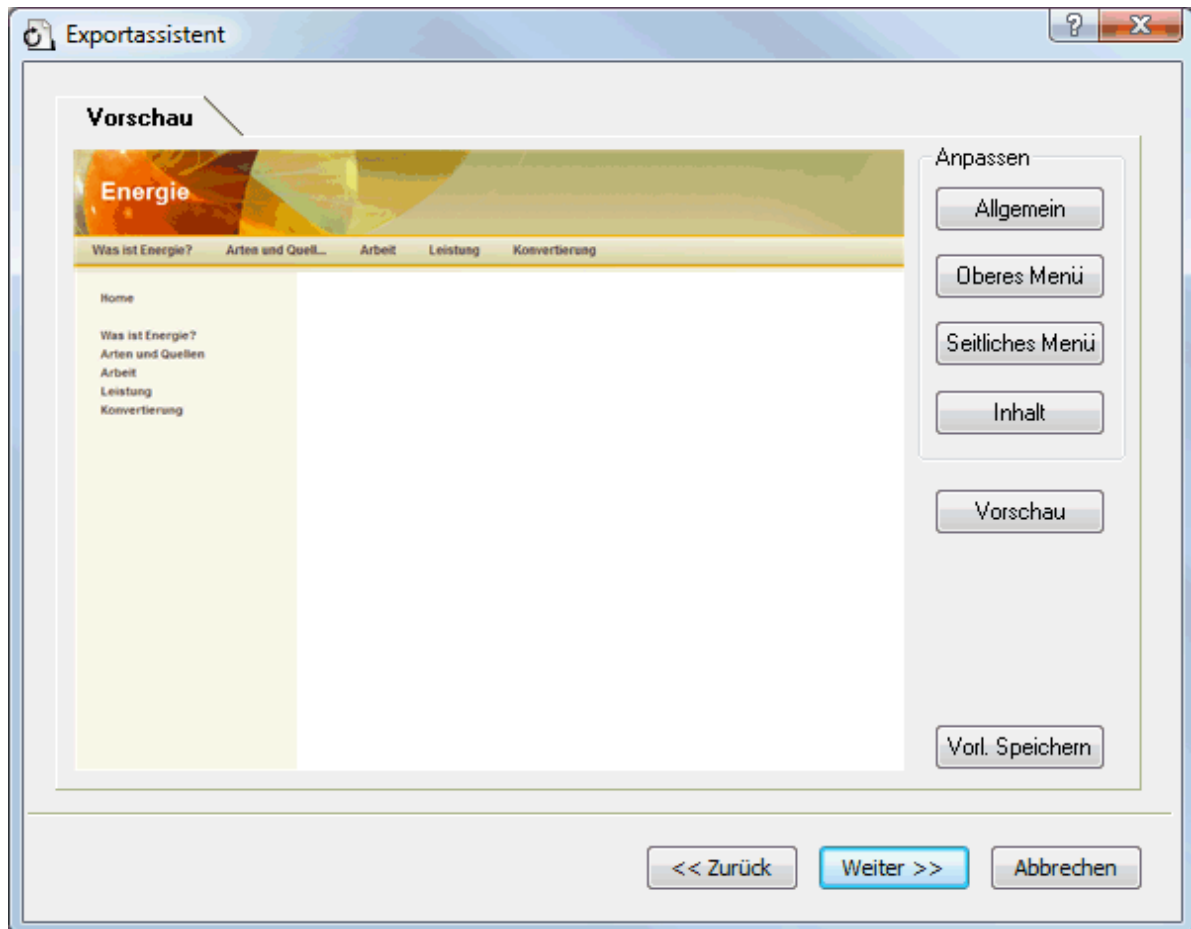 Exportassistent
Vorschau
Energie
Was ist Energie? Arten und Quell... Arbeit Leistung Konvertierung
Home
Was ist Energie?
Arten und Quellen
Arbeit
Leistung
Konvertierung
Anpassen
Allgemein
Oberes Menü
Seitliches Menü
Inhalt
Vorschau
Vorl. Speichern
<< Zurück Weiter >> Abbrechen